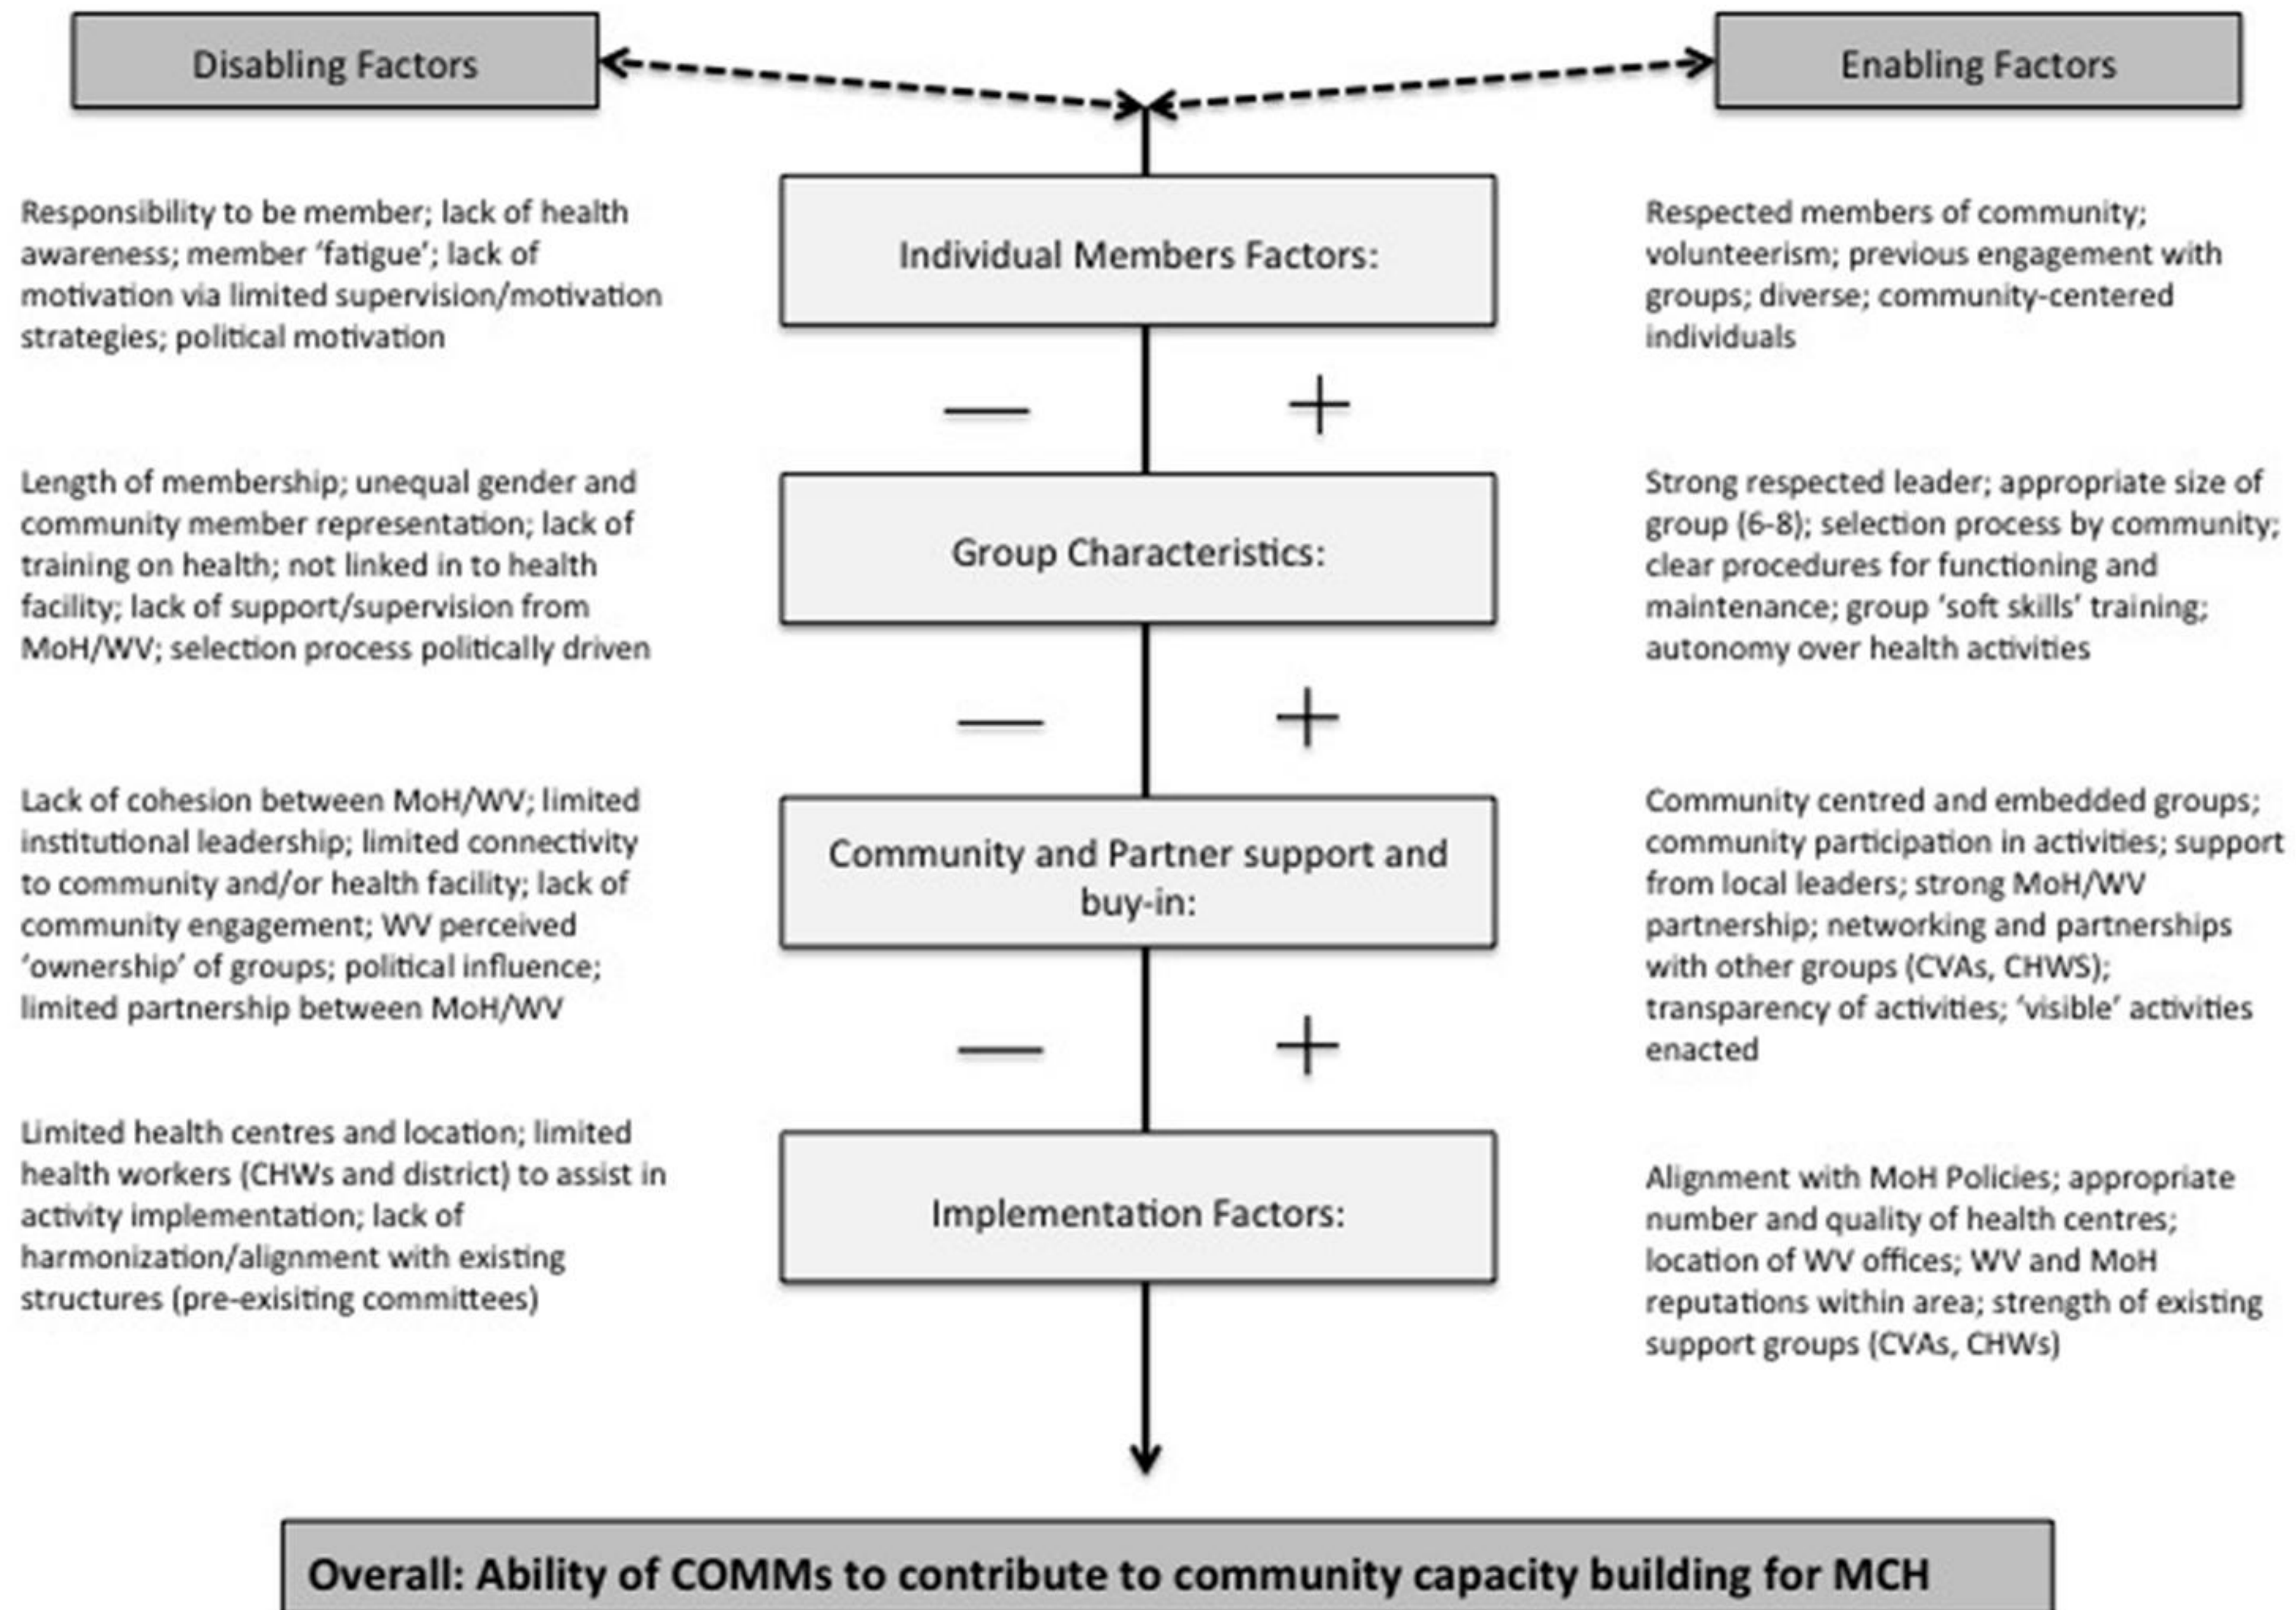 Disabling Factors
Enabling Factors
Responsibility to be member; lack of health
awareness; member ‘fatigue’; lack of
motivation via limited supervision/motivation
strategies; political motivation
Individual Members Factors:
Respected members of community;
volunteerism; previous engagement with
groups; diverse; community-centered
individuals
— +
Length of membership; unequal gender and
community member representation; lack of
training on health; not linked in to health
facility; lack of support/supervision from
MoH/WV; selection process politically driven
Group Characteristics:
Strong respected leader; appropriate size of
group (6-8); selection process by community;
clear procedures for functioning and
maintenance; group ‘soft skills’ training;
autonomy over health activities
— +
Lack of cohesion between MoH/WV; limited
institutional leadership; limited connectivity
to community and/or health facility; lack of
community engagement; WV perceived
‘ownership’ of groups; political influence;
limited partnership between MoH/WV
Community and Partner support and
buy-in:
Community centred and embedded groups;
community participation in activities; support
from local leaders; strong MoH/WV
partnership; networking and partnerships
with other groups (CVAs, CHWS);
transparency of activities; ‘visible’ activities
enacted
— +
Limited health centres and location; limited
health workers (CHWs and district) to assist in
activity implementation; lack of
harmonization/alignment with existing
structures (pre-exisiting committees)
Implementation Factors:
Alignment with MoH Policies; appropriate
number and quality of health centres;
location of WV offices; WV and MoH
reputations within area; strength of existing
support groups (CVAs, CHWs)
Overall: Ability of COMMs to contribute to community capacity building for MCH